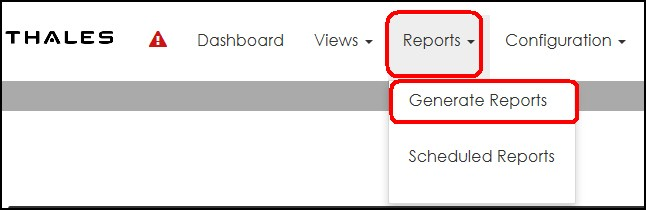 THALES Dashboard Views Reports Configuration
Generate Reports
Scheduled Reports